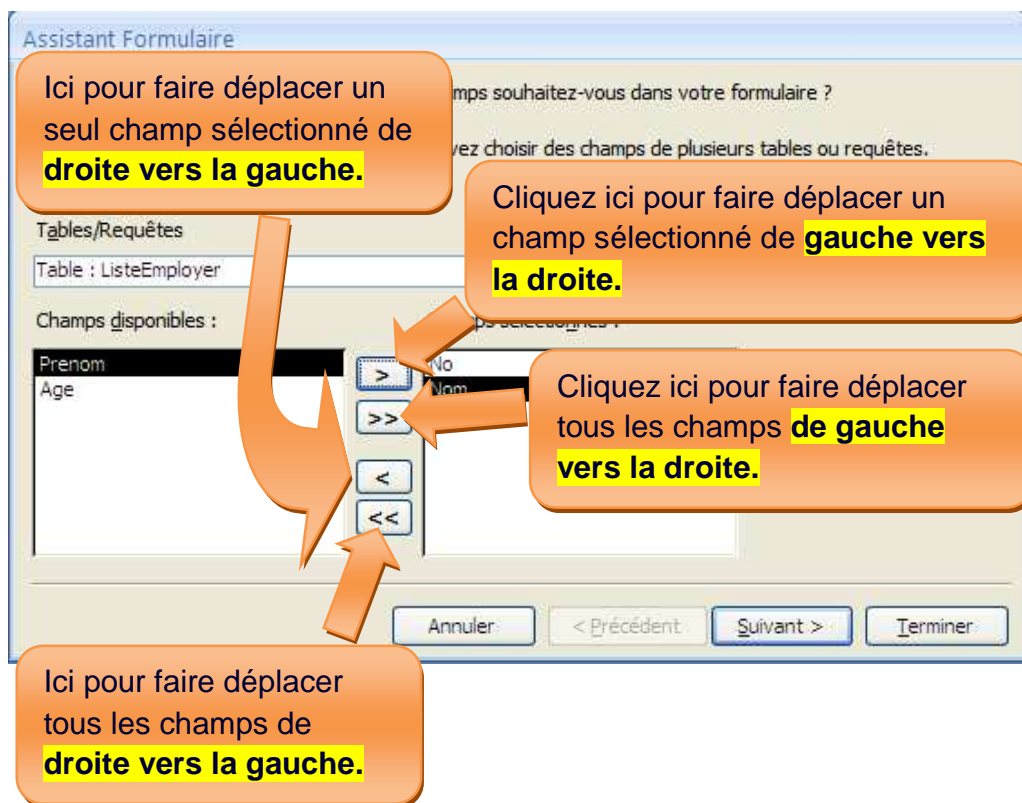 Assistant Formulaire
Ici pour faire déplacer un
seul champ sélectionné de
droite vers la gauche.
souhaitez-vous dans votre formulaire ?
choisir des champs de plusieurs tables ou requêtes.
Cliquez ici pour faire déplacer un
champ sélectionné de gauche vers
la droite.
Tables/Requêtes
Table : ListeEmployer
Champs disponibles :
Prenom
Age
>
>>
<
<<
No
Nom
Cliquez ici pour faire déplacer
tous les champs de gauche
vers la droite.
Annuler
< Précédent
Suivant >
Terminer
Ici pour faire déplacer
tous les champs de
droite vers la gauche.